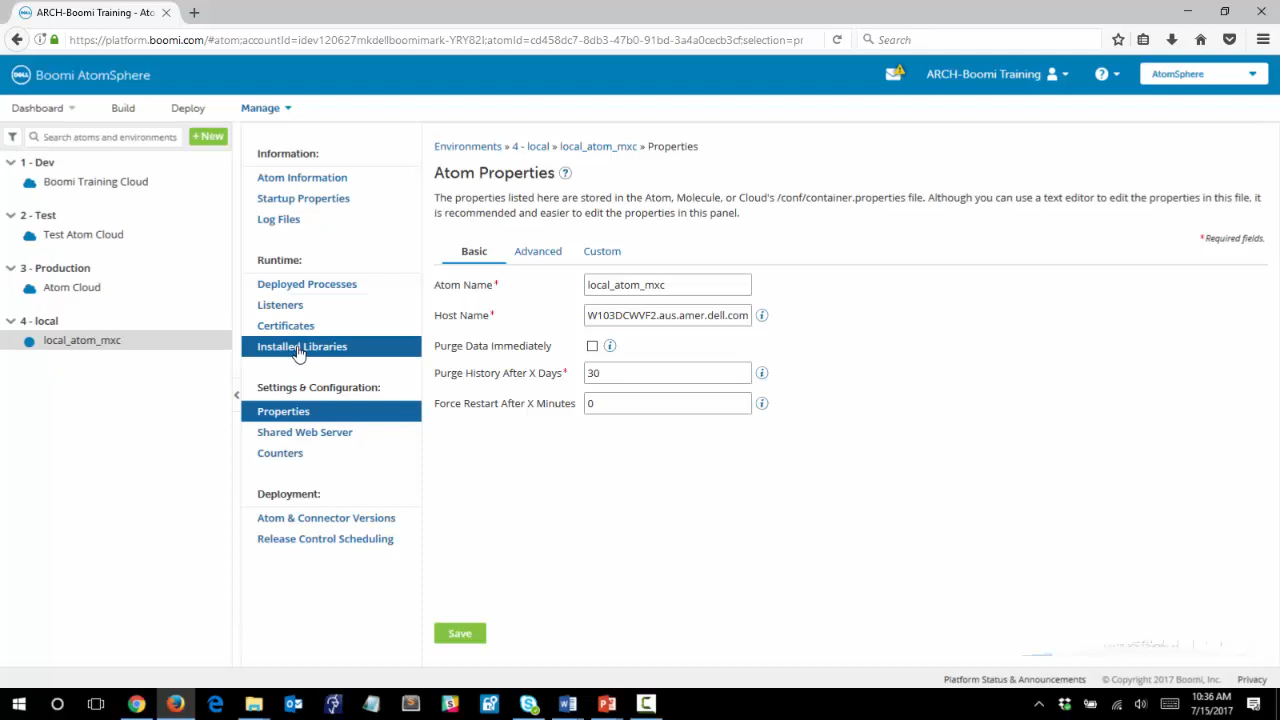 ARCH-Boomi Training - Ato
https://platform.boomi.com/#atom;accountId=idev120627mkdellboomimark-YRY82I;atomId=cd458dc7-8db3-47b0-91bd-3a4a0cecb3cf;selection=pr
Search
DELL Boomi AtomSphere
ARCH-Boomi Training
AtomSphere
Dashboard Build Deploy Manage
Search atoms and environments
+ New
1 - Dev
Boomi Training Cloud
2 - Test
Test Atom Cloud
3 - Production
Atom Cloud
4 - local
local_atom_mxc
Information:
Atom Information
Startup Properties
Log Files
Runtime:
Deployed Processes
Listeners
Certificates
Installed Libraries
Settings & Configuration:
Properties
Shared Web Server
Counters
Deployment:
Atom & Connector Versions
Release Control Scheduling
Environments » 4 - local » local_atom_mxc » Properties
Atom Properties ?
The properties listed here are stored in the Atom, Molecule, or Cloud's /conf/container.properties file. Although you can use a text editor to edit the properties in this file, it
is recommended and easier to edit the properties in this panel.
*Required fields.
Basic Advanced Custom
Atom Name* local_atom_mxc
Host Name* W103DCWVF2.aus.amer.dell.com
Purge Data Immediately
Purge History After X Days* 30
Force Restart After X Minutes 0
Save
Platform Status & Announcements © Copyright 2017 Boomi, Inc. Privacy
10:36 AM
7/15/2017